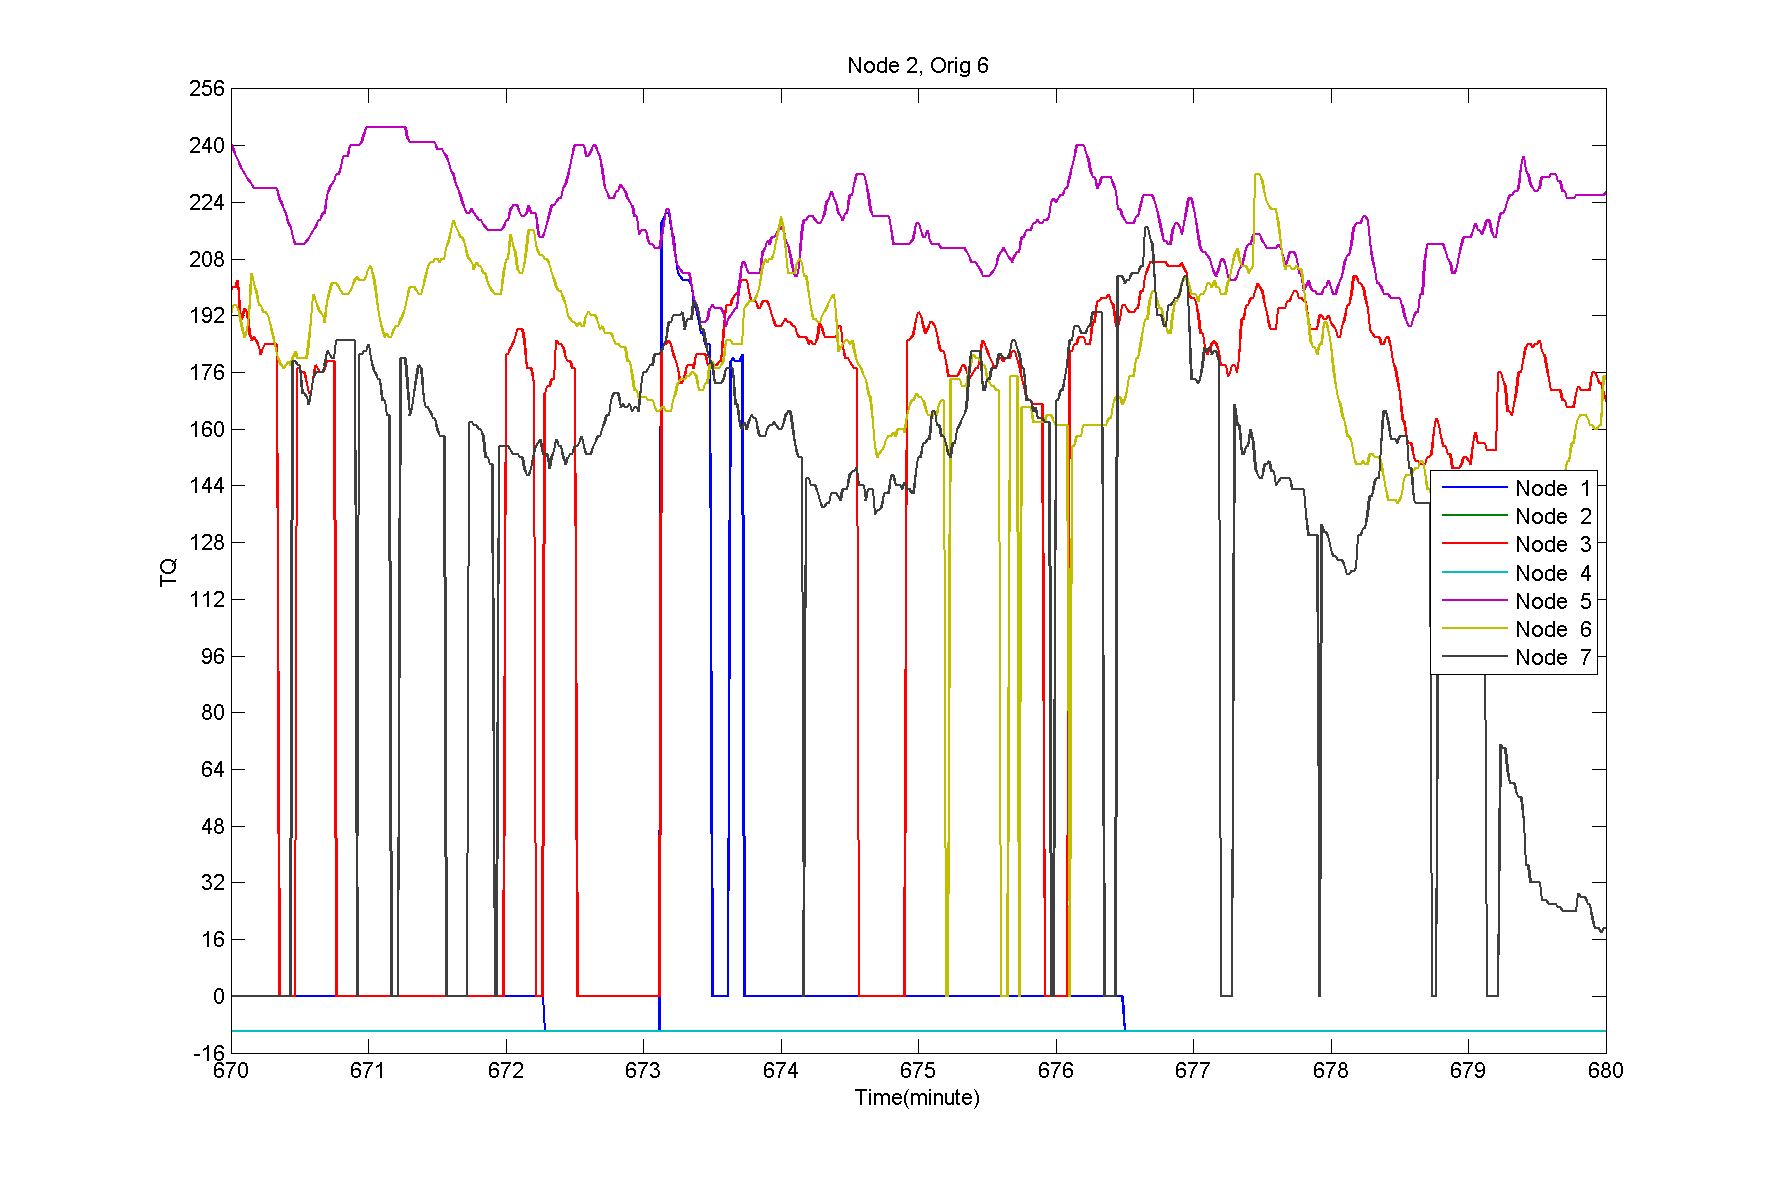 Node 2, Orig 6
256
240
224
208
192
176
160
144
128
112
96
80
64
48
32
16
0
-16
TQ
Node 1
Node 2
Node 3
Node 4
Node 5
Node 6
Node 7
670 671 672 673 674 675 676 677 678 679 680
Time(minute)